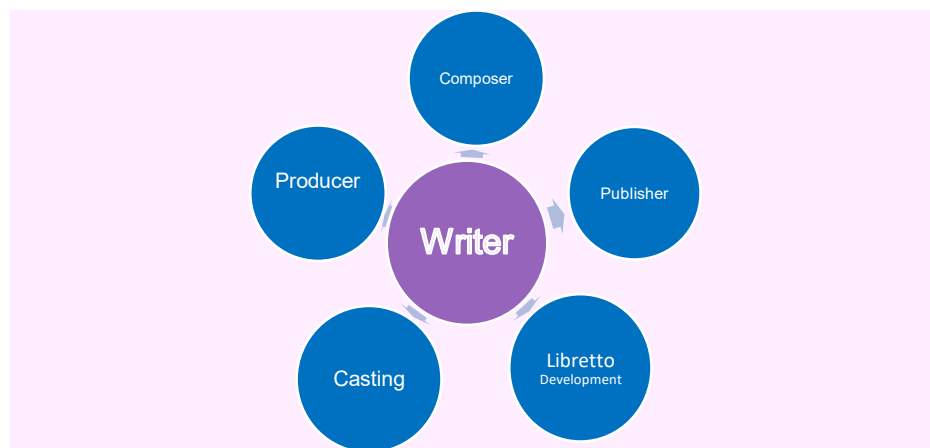 Composer
Producer
Publisher
Writer
Libretto
Development
Casting